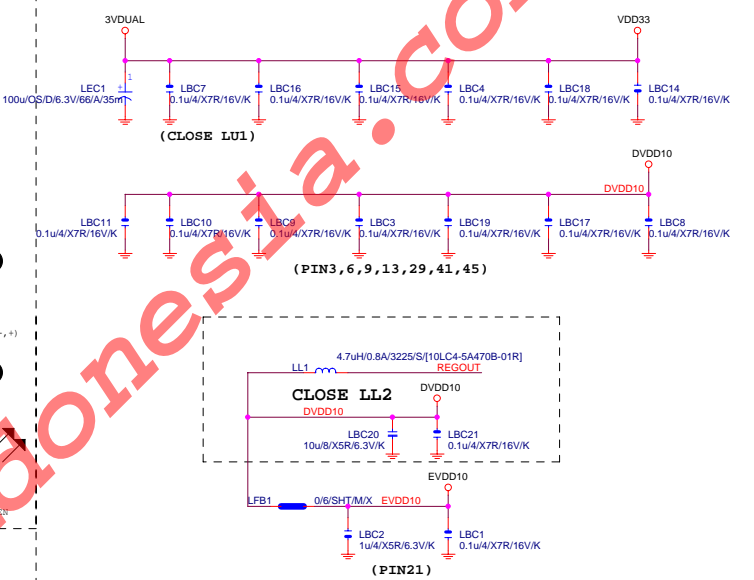 3VDUAL
VDD33
LEC1
100u/OS/D/6.3V/66/A/35m
1
+
LBC7
0.1u/4/X7R/16V/K
LBC16
0.1u/4/X7R/16V/K
LBC15
0.1u/4/X7R/16V/K
LBC4
0.1u/4/X7R/16V/K
LBC18
0.1u/4/X7R/16V/K
LBC14
0.1u/4/X7R/16V/K
(CLOSE LU1)
DVDD10
DVDD10
LBC11
0.1u/4/X7R/16V/K
LBC10
0.1u/4/X7R/16V/K
LBC9
0.1u/4/X7R/16V/K
LBC3
0.1u/4/X7R/16V/K
LBC19
0.1u/4/X7R/16V/K
LBC17
0.1u/4/X7R/16V/K
LBC8
0.1u/4/X7R/16V/K
(PIN3,6,9,13,29,41,45)
-,+)
4.7uH/0.8A/3225/S/[10LC4-5A470B-01R]
LL1
REGOUT
CLOSE LL2
DVDD10
DVDD10
LBC20
10u/8/X5R/6.3V/K
LBC21
0.1u/4/X7R/16V/K
EVDD10
LFB1
0/6/SHT/M/X
EVDD10
LBC2
1u/4/X5R/6.3V/K
LBC1
0.1u/4/X7R/16V/K
(PIN21)
donesia.co